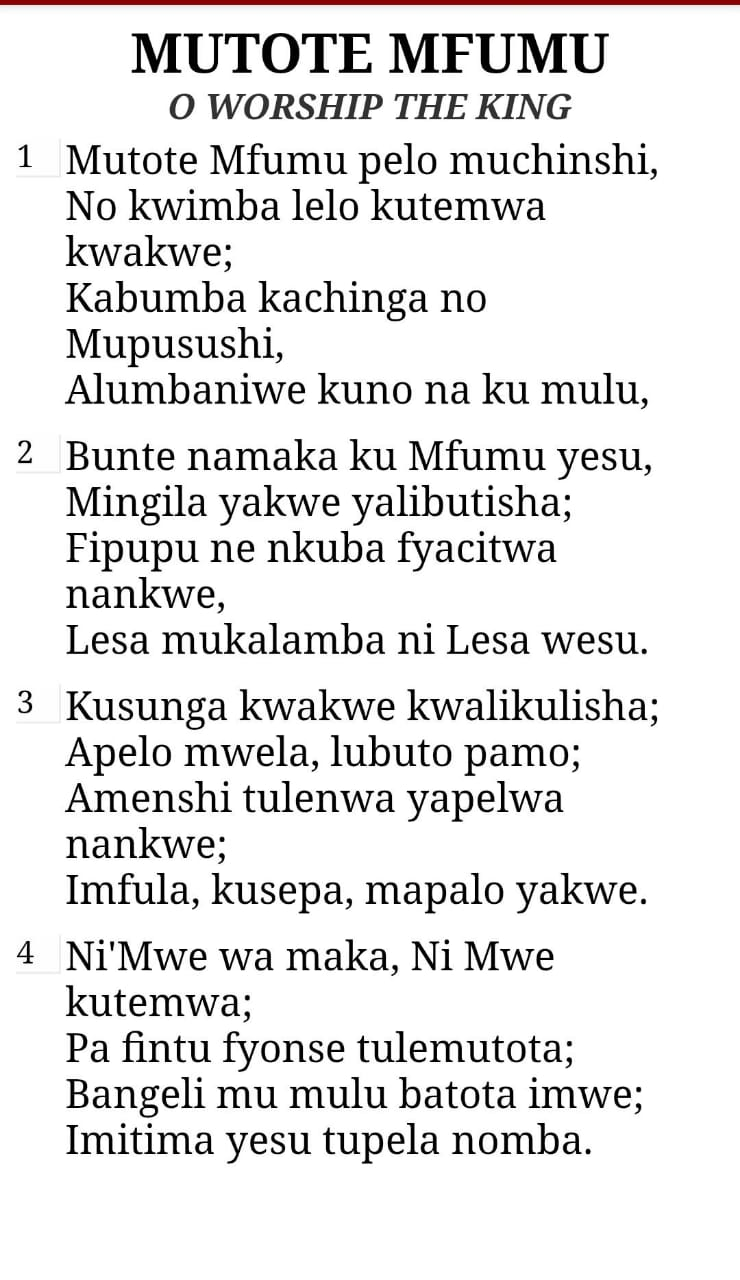 MUTOTE MFUMU
O WORSHIP THE KING
1 Mutote Mfumu pelo muchinshi,
No kwimba lelo kutemwa
kwakwe;
Kabumba kachinga no
Mupusushi,
Alumbaniwe kuno na ku mulu,
2 Bunte namaka ku Mfumu yesu,
Mingila yakwe yalibutisha;
Fipupu ne nkuba fyacitwa
nankwe,
Lesa mukalamba ni Lesa wesu.
3 Kusunga kwakwe kwalikulisha;
Apelo mwela, lubuto pamo;
Amenshi tulenwa yapelwa
nankwe;
Imfula, kusepa, mapalo yakwe.
4 Ni'Mwe wa maka, Ni Mwe
kutemwa;
Pa fintu fyonse tulemutota;
Bangeli mu mulu batota imwe;
Imitima yesu tupela nomba.